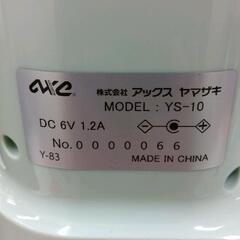 axe
株式会社 アックス ヤマザキ
MODEL : YS-10
DC 6V 1.2A
No. 0000066
Y-83
MADE IN CHINA